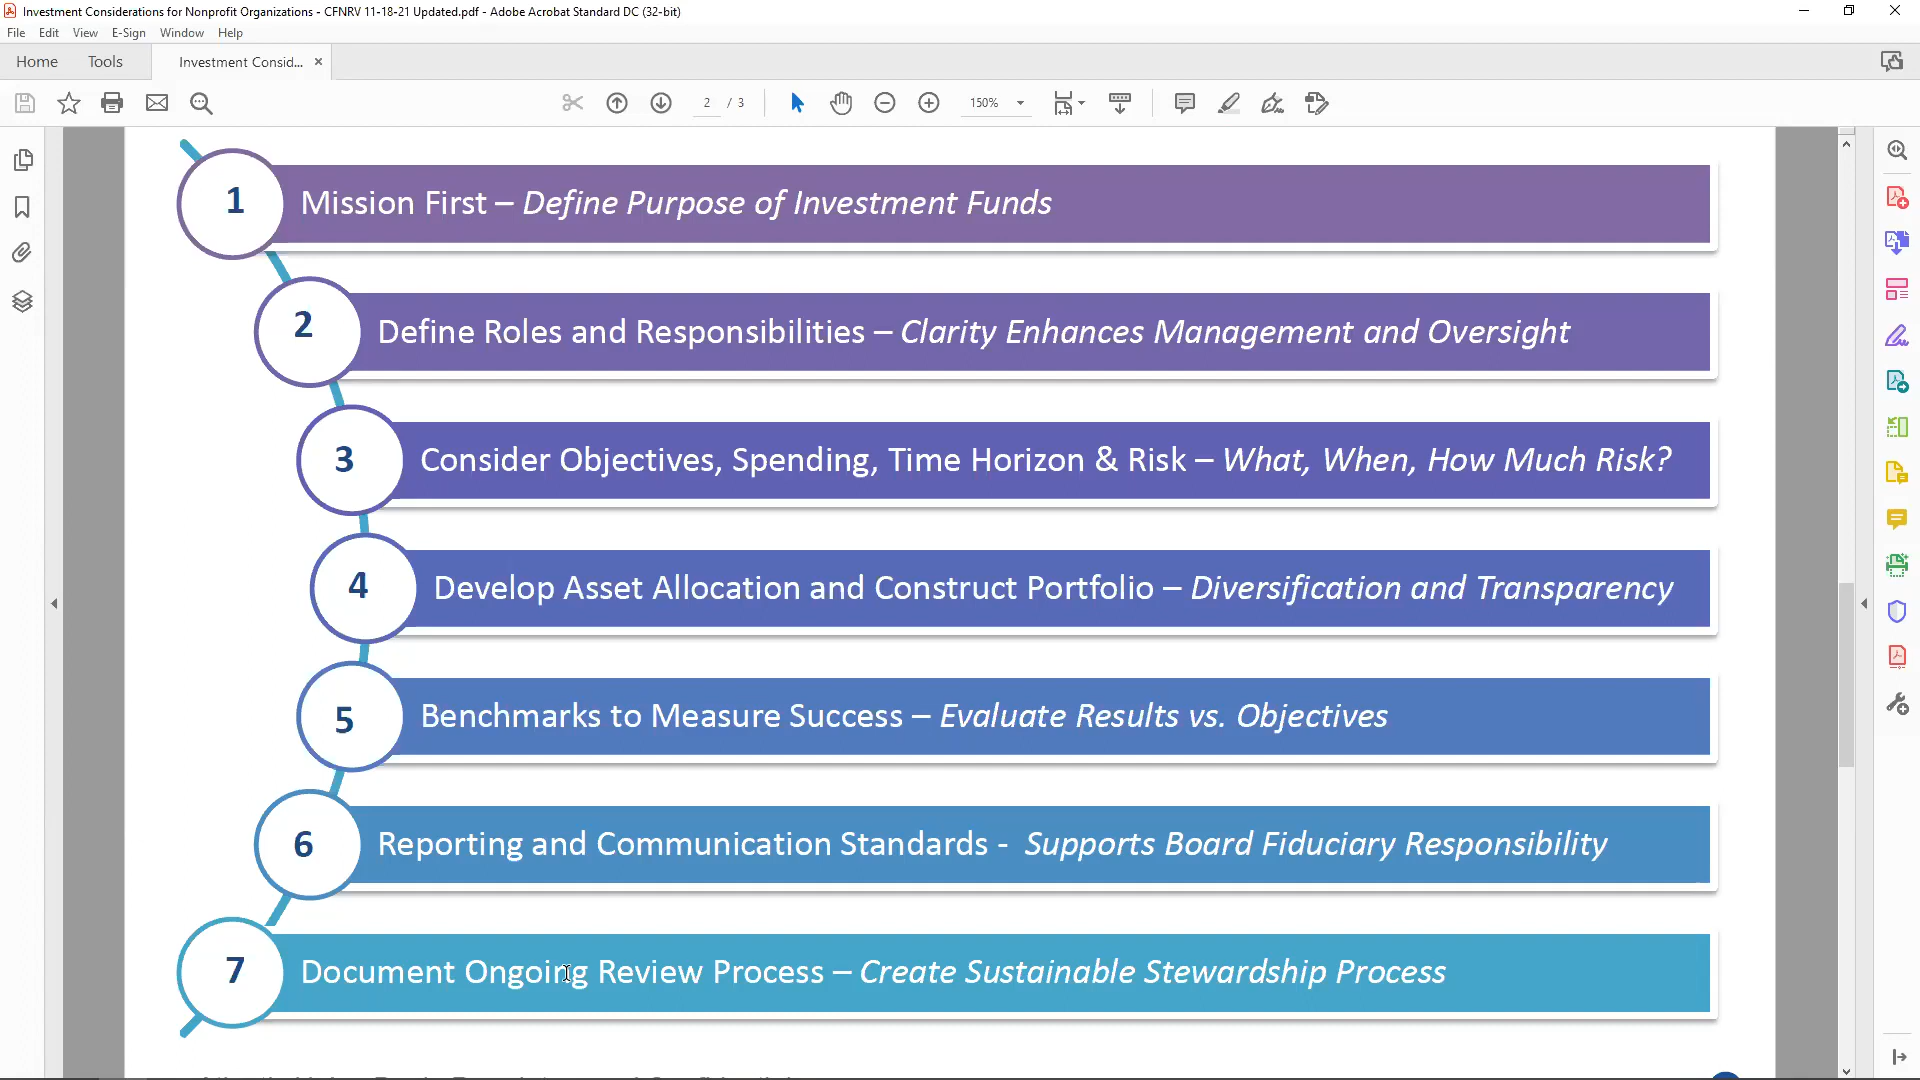 Investment Considerations for Nonprofit Organizations - CFNRV 11-18-21 Updated.pdf - Adobe Acrobat Standard DC (32-bit)
File Edit View E-Sign Window Help
Home Tools Investment Consid... ×
2 / 3 150%
1 Mission First – Define Purpose of Investment Funds
2 Define Roles and Responsibilities – Clarity Enhances Management and Oversight
3 Consider Objectives, Spending, Time Horizon & Risk – What, When, How Much Risk?
4 Develop Asset Allocation and Construct Portfolio – Diversification and Transparency
5 Benchmarks to Measure Success – Evaluate Results vs. Objectives
6 Reporting and Communication Standards - Supports Board Fiduciary Responsibility
7 Document Ongoing Review Process – Create Sustainable Stewardship Process